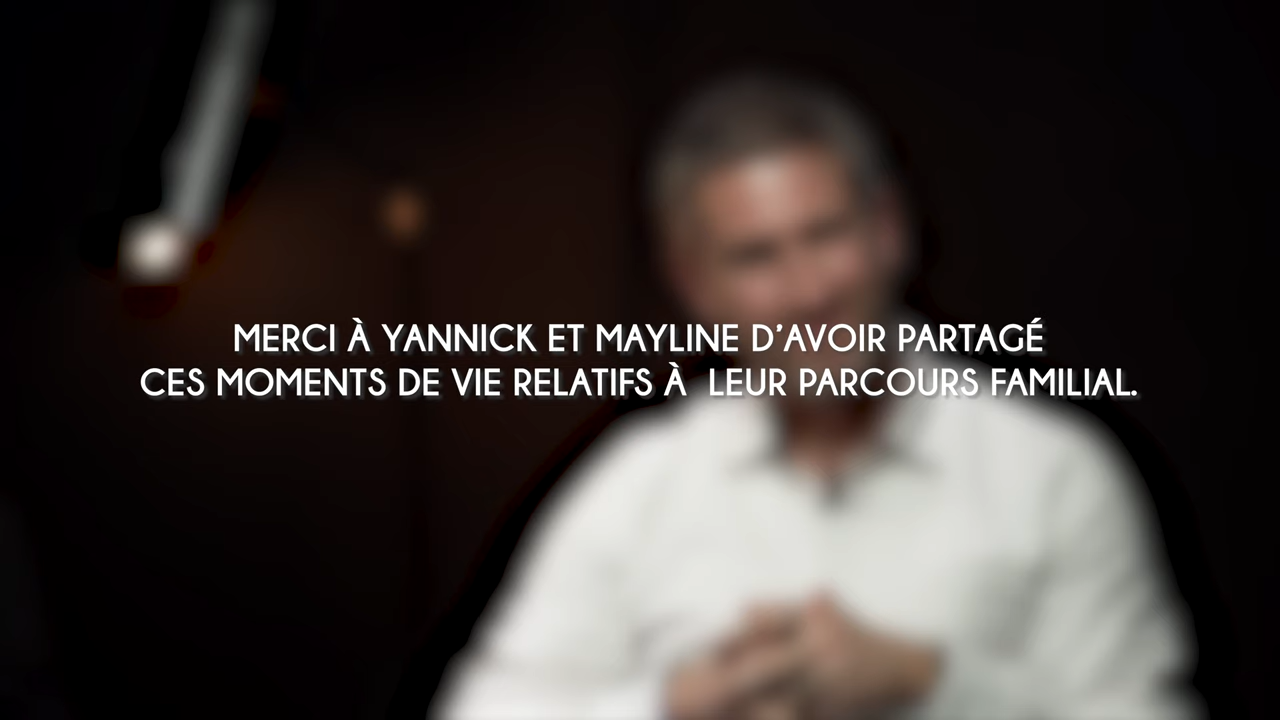 MERCI À YANNICK ET MAYLINE D'AVOIR PARTAGÉ
CES MOMENTS DE VIE RELATIFS À  LEUR PARCOURS FAMILIAL.